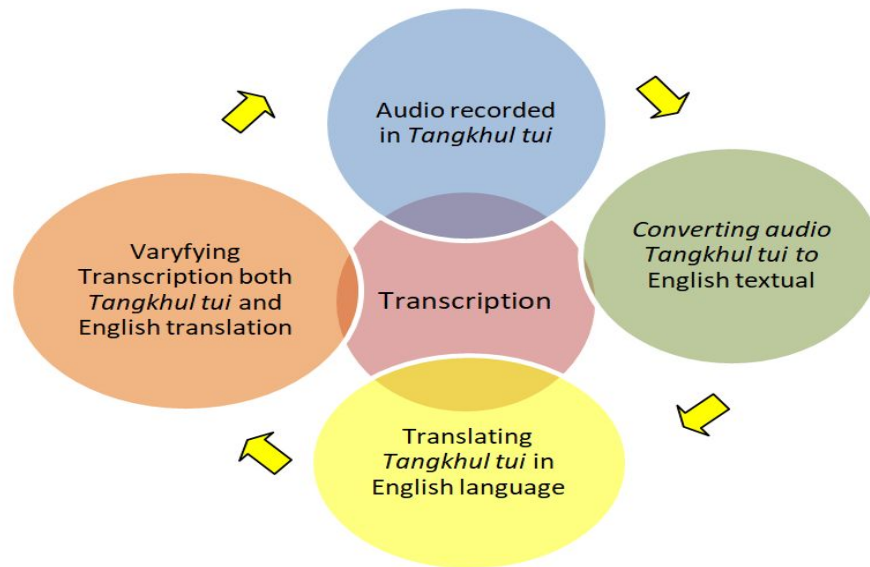 Audio recorded
in Tangkhul tui
Converting audio
Tangkhul tui to
English textual
Varyfying
Transcription both
Tangkhul tui and
English translation
Transcription
Translating
Tangkhul tui in
English language